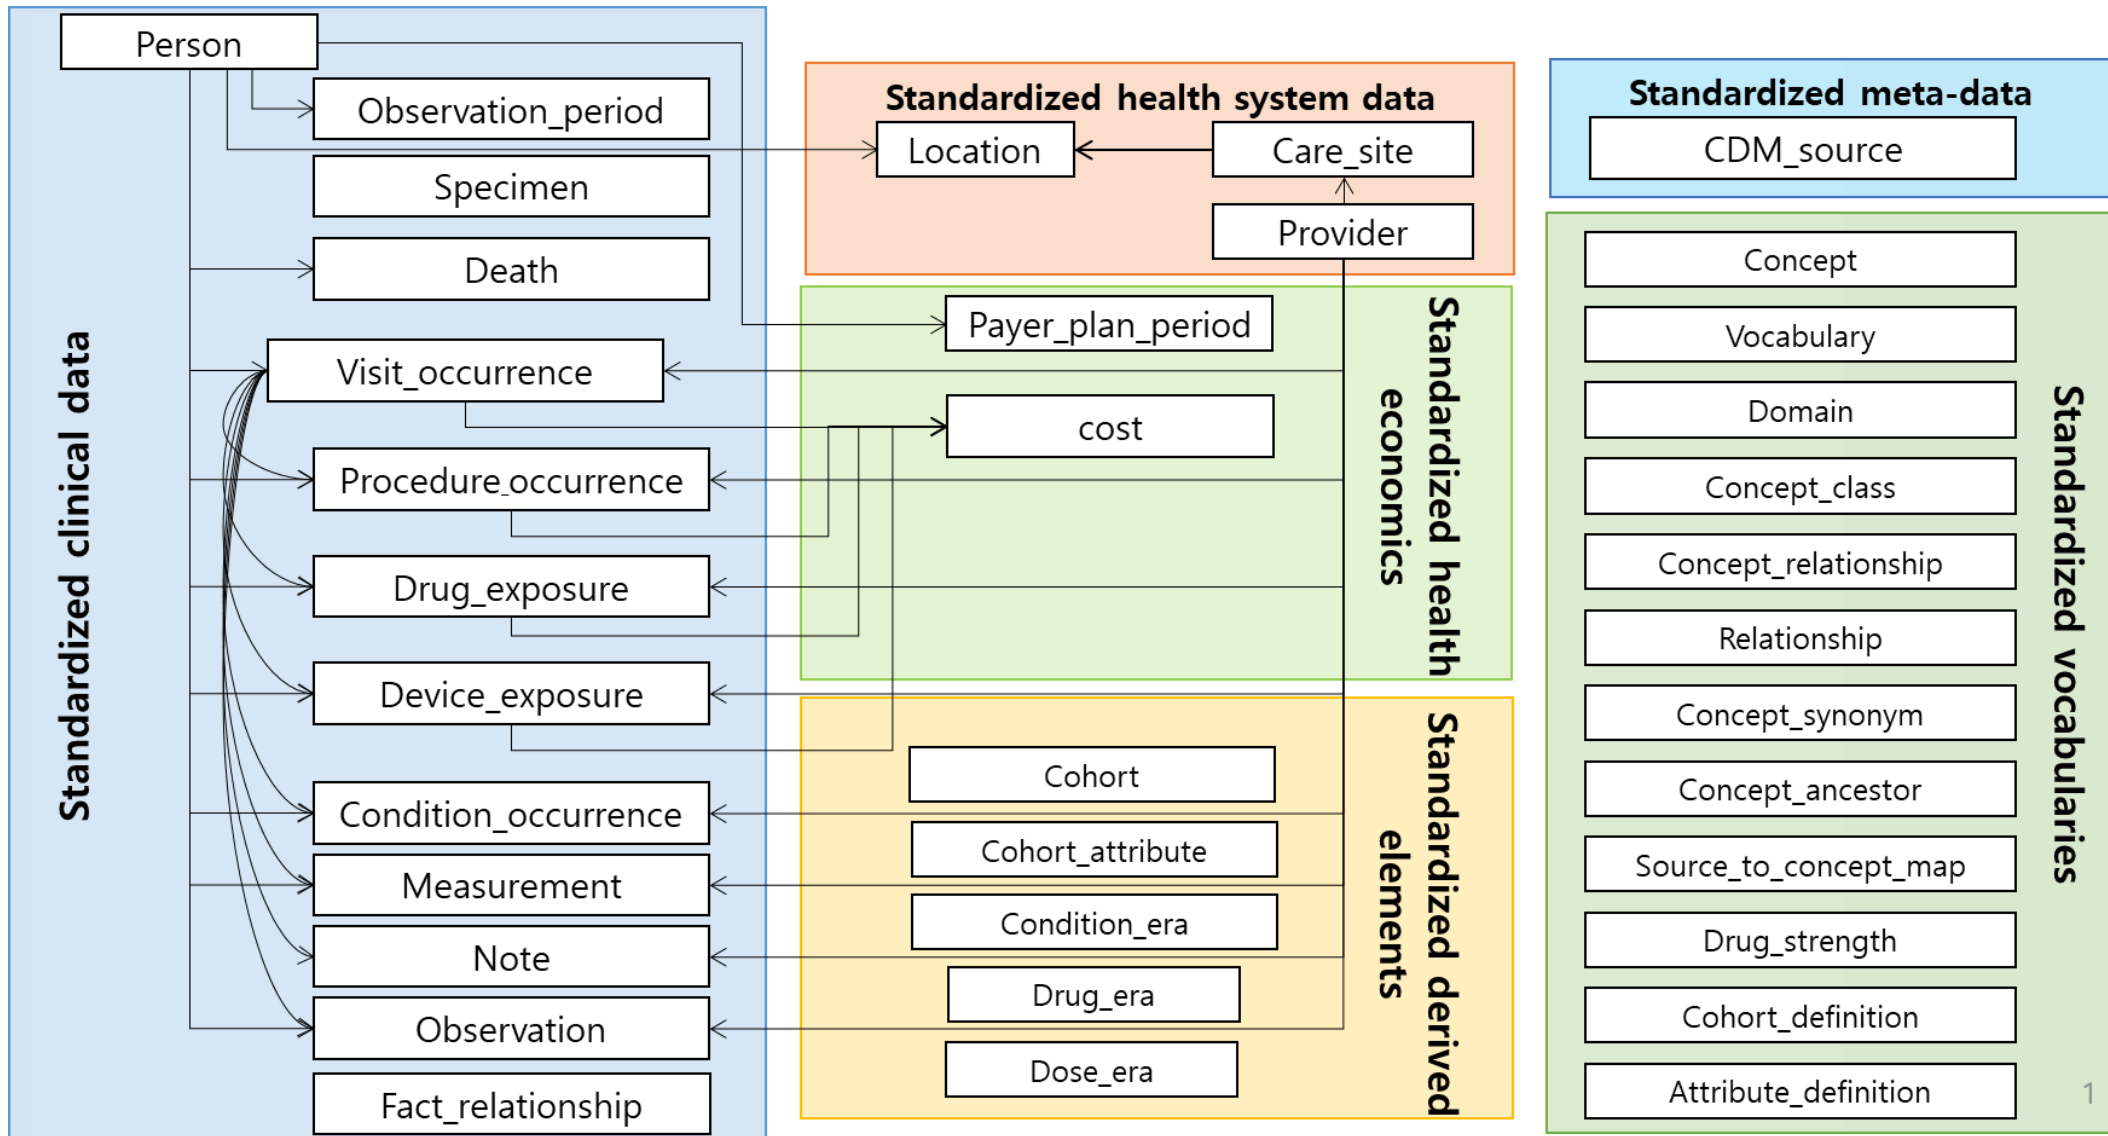 Person
Observation_period
Specimen
Death
Visit_occurrence
Procedure_occurrence
Drug_exposure
Device_exposure
Condition_occurrence
Measurement
Note
Observation
Fact_relationship
Standardized clinical data
Standardized health system data
Location
Care_site
Provider
Payer_plan_period
cost
Standardized health
economics
Cohort
Cohort_attribute
Condition_era
Drug_era
Dose_era
Standardized derived
elements
Standardized meta-data
CDM_source
Concept
Vocabulary
Domain
Concept_class
Concept_relationship
Relationship
Concept_synonym
Concept_ancestor
Source_to_concept_map
Drug_strength
Cohort_definition
Attribute_definition
Standardized vocabularies
1